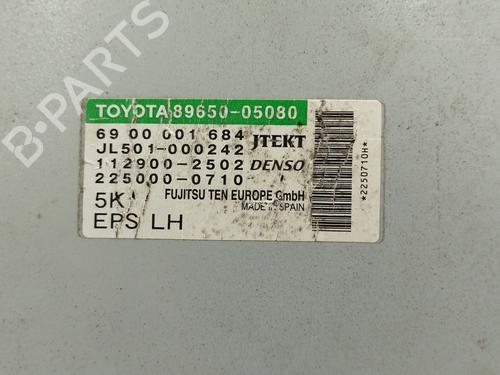 TOYOTA 89650-05080
69 00 001 684 JTEKT
JL501-000242
112900-2502 DENSO
225000-0710
5K FUJITSU TEN EUROPE GmbH
MADE IN SPAIN
EPS LH
*2250710H*
B-PARTS